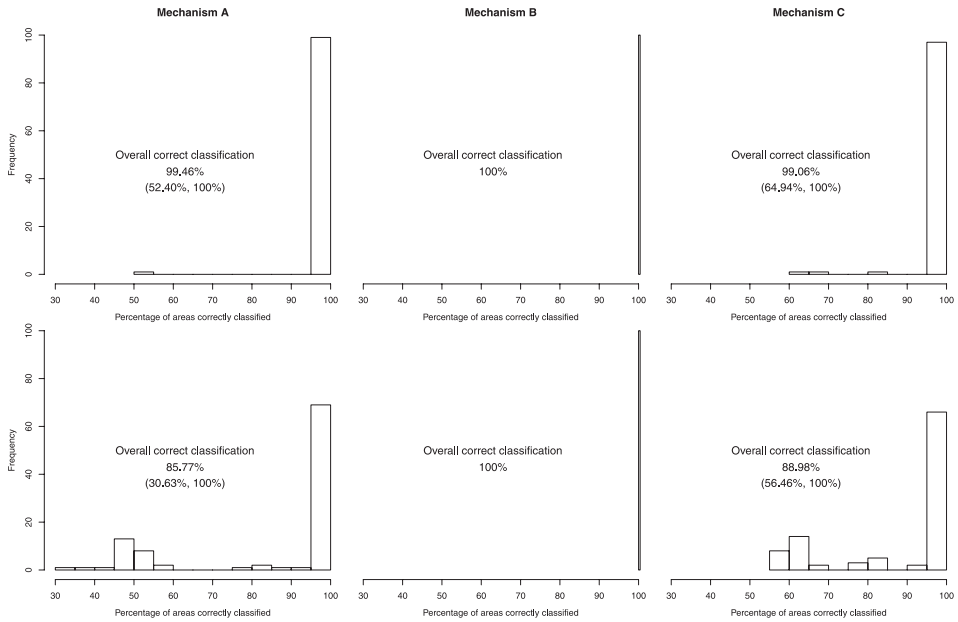 Mechanism A
Mechanism B
Mechanism C
Frequency
100
80
60
40
20
0
Overall correct classification
99.46%
(52.40%, 100%)
Overall correct classification
100%
Overall correct classification
99.06%
(64.94%, 100%)
30 40 50 60 70 80 90 100
30 40 50 60 70 80 90 100
30 40 50 60 70 80 90 100
Percentage of areas correctly classified
Percentage of areas correctly classified
Percentage of areas correctly classified
Frequency
100
80
60
40
20
0
Overall correct classification
85.77%
(30.63%, 100%)
Overall correct classification
100%
Overall correct classification
88.98%
(56.46%, 100%)
30 40 50 60 70 80 90 100
30 40 50 60 70 80 90 100
30 40 50 60 70 80 90 100
Percentage of areas correctly classified
Percentage of areas correctly classified
Percentage of areas correctly classified